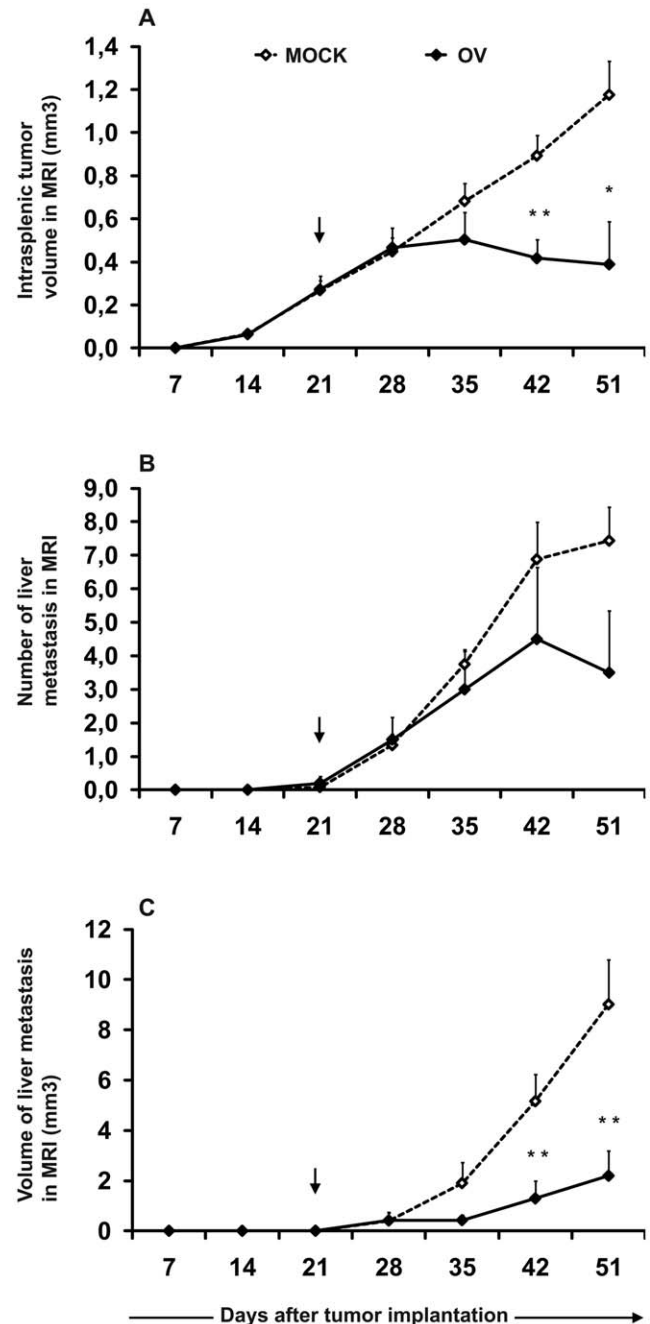 A
MOCK OV
1,4
1,2
1,0
0,8
0,6
0,4
0,2
0,0
Intrasplenic tumor
volume in MRI (mm3)
* *
*
7 14 21 28 35 42 51
B
9,0
8,0
7,0
6,0
5,0
4,0
3,0
2,0
1,0
0,0
Number of liver
metastasis in MRI
7 14 21 28 35 42 51
C
12
10
8
6
4
2
0
Volume of liver metastasis
in MRI (mm3)
* *
* *
7 14 21 28 35 42 51
Days after tumor implantation